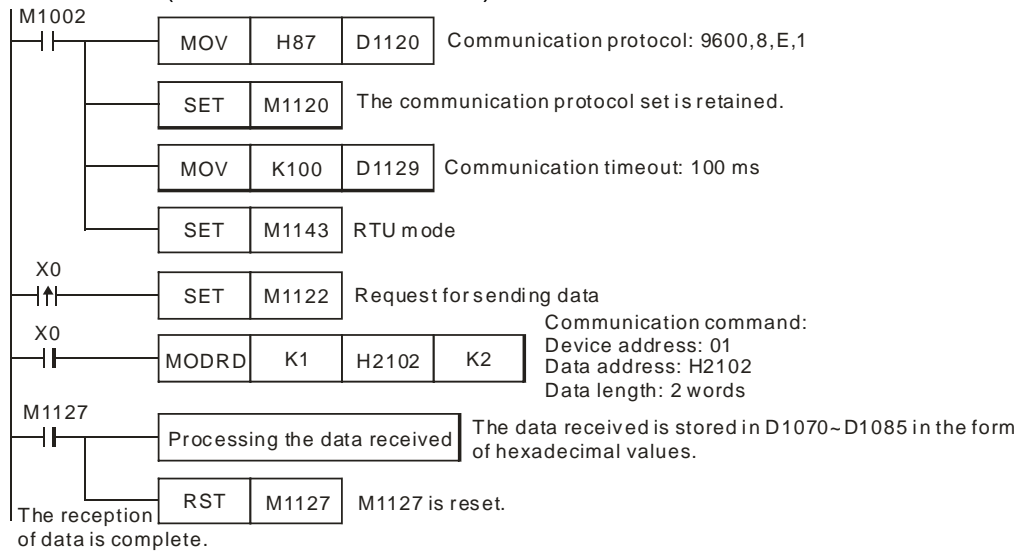 M1002
MOV H87 D1120 Communication protocol: 9600,8,E,1
SET M1120 The communication protocol set is retained.
MOV K100 D1129 Communication timeout: 100 ms
SET M1143 RTU mode
X0
SET M1122 Request for sending data
X0
MODRD K1 H2102 K2
Communication command:
Device address: 01
Data address: H2102
Data length: 2 words
M1127
Processing the data received
The data received is stored in D1070~D1085 in the form
of hexadecimal values.
RST M1127 M1127 is reset.
The reception
of data is complete.